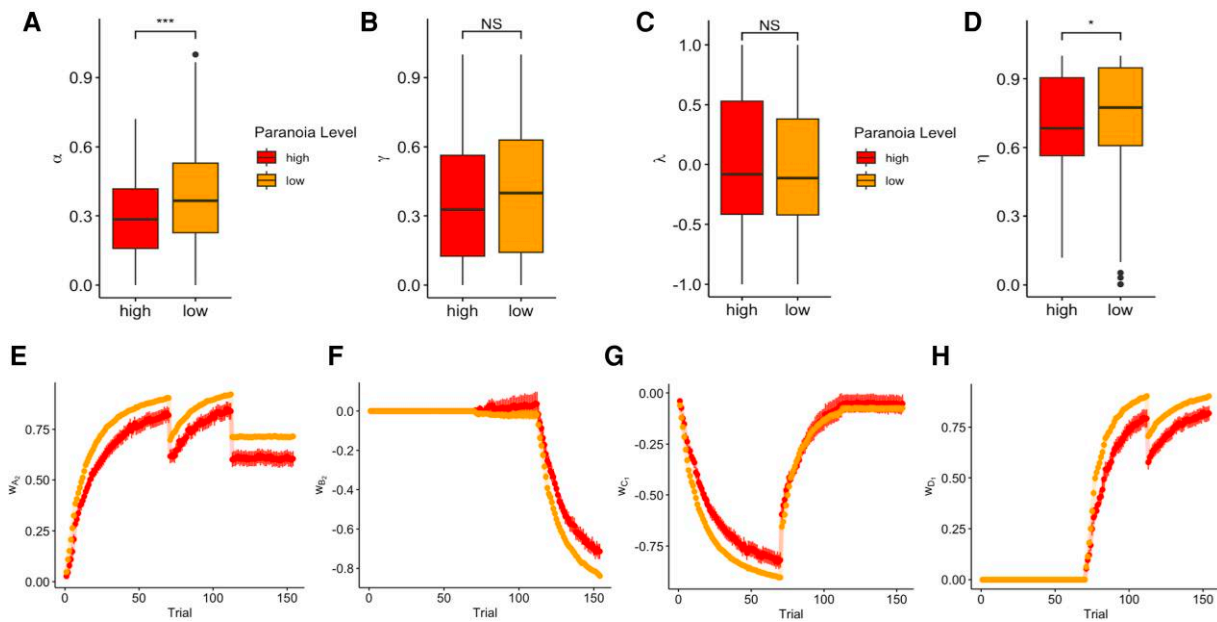 A
***
0.9
0.6
0.3
0.0
α
high low
Paranoia Level
high
low
B
NS
0.9
0.6
0.3
0.0
γ
high low
C
NS
1.0
0.5
0.0
-0.5
-1.0
λ
high low
Paranoia Level
high
low
D
*
0.9
0.6
0.3
0.0
η
high low
E
0.75
0.50
0.25
0.00
wA2
0 50 100 150
Trial
F
0.0
-0.2
-0.4
-0.6
-0.8
wB2
0 50 100 150
Trial
G
-0.00
-0.25
-0.50
-0.75
wC1
0 50 100 150
Trial
H
0.75
0.50
0.25
0.00
wD1
0 50 100 150
Trial